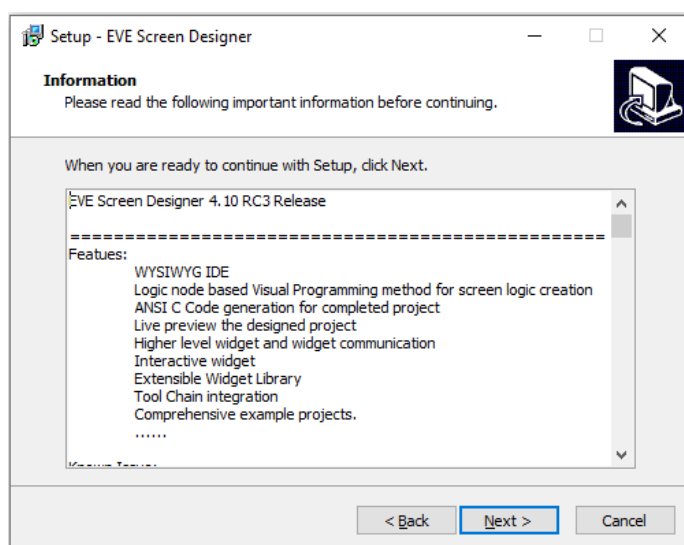 Setup - EVE Screen Designer
Information
Please read the following important information before continuing.
When you are ready to continue with Setup, click Next.
EVE Screen Designer 4.10 RC3 Release
==================================================
Featues:
WYSIWYG IDE
Logic node based Visual Programming method for screen logic creation
ANSI C Code generation for completed project
Live preview the designed project
Higher level widget and widget communication
Interactive widget
Extensible Widget Library
Tool Chain integration
Comprehensive example projects.
......
Known Issue:
< Back
Next >
Cancel